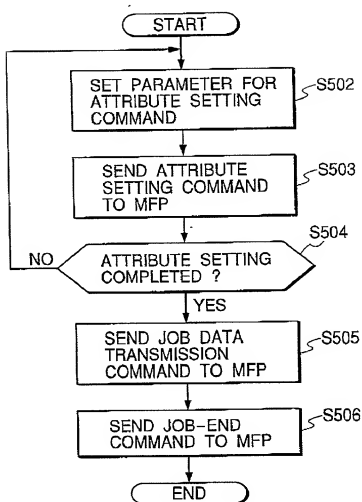 START
SET PARAMETER FOR
ATTRIBUTE SETTING
COMMAND
S502
SEND ATTRIBUTE
SETTING COMMAND
TO MFP
S503
S504
NO
ATTRIBUTE SETTING
COMPLETED ?
YES
SEND JOB DATA
TRANSMISSION
COMMAND TO MFP
S505
SEND JOB-END
COMMAND TO MFP
S506
END